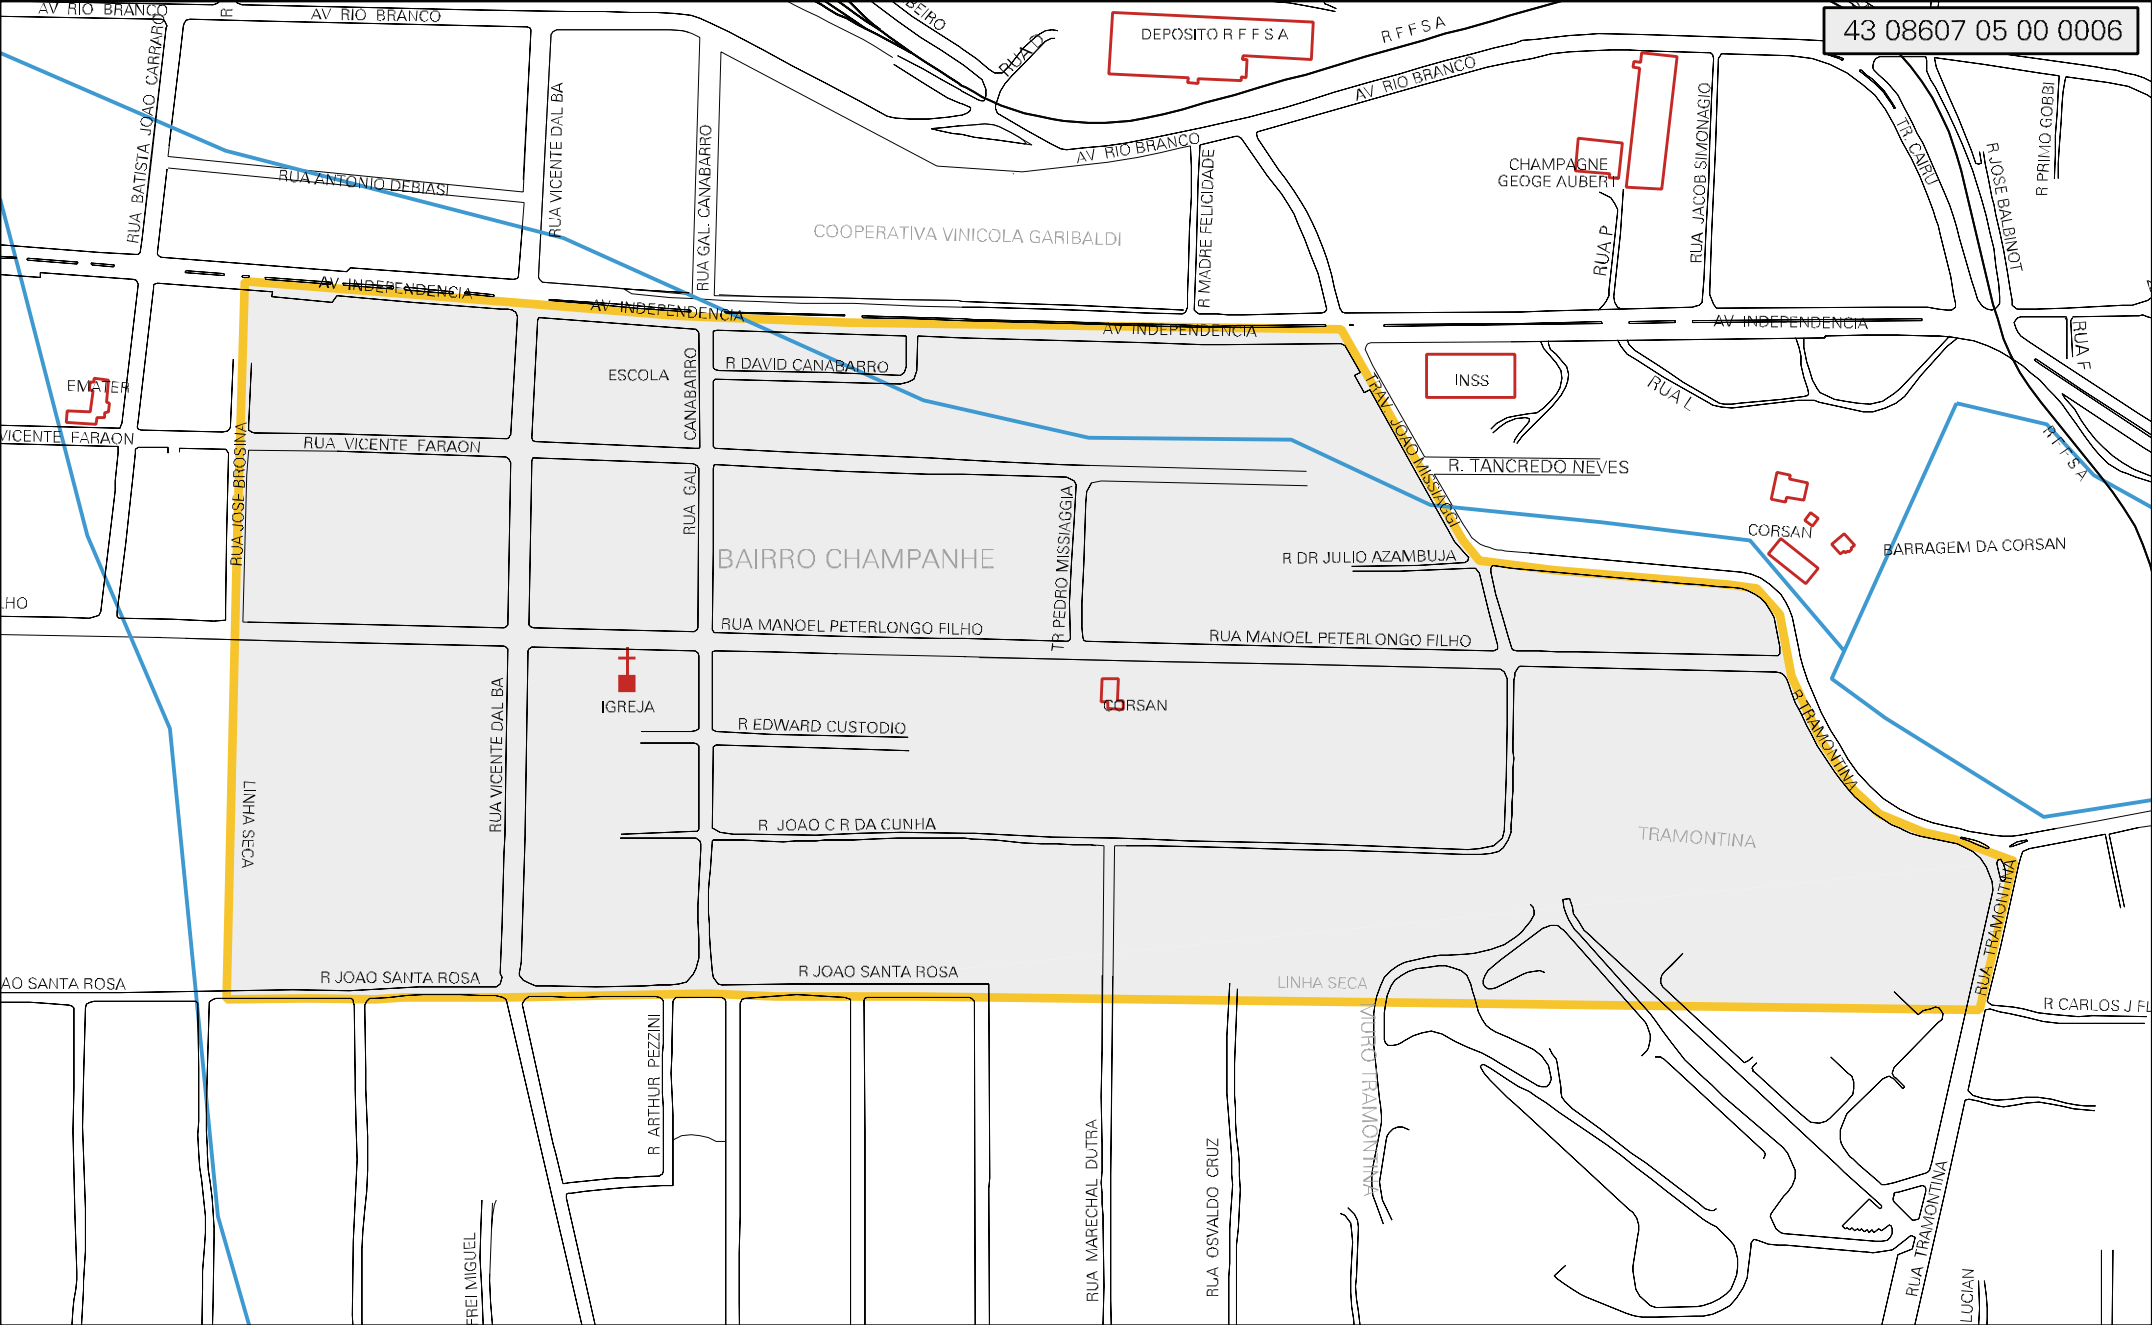 AV RIO BRANCO
R
AV RIO BRANCO
BEIRO
RUA D
DEPOSITO R F F S A
R F F S A
43 08607 05 00 0006
RUA BATISTA JOAO CARRARO
RUA VICENTE DAL BA
RUA GAL. CANABARRO
AV RIO BRANCO
AV RIO BRANCO
R MADRE FELICIDADE
CHAMPAGNE
GEOGE AUBERT
RUA P
RUA JACOB SIMONAGIO
TR. CAIRU
R JOSE BALBINOT
R PRIMO GOBBI
RUA ANTONIO DEBIASI
COOPERATIVA VINICOLA GARIBALDI
AV INDEPENDENCIA
AV INDEPENDENCIA
AV INDEPENDENCIA
AV INDEPENDENCIA
RUA F
EMATER
ESCOLA
CANABARRO
R DAVID CANABARRO
TRAV. JOAO MISSIAGGI
INSS
RUA L
VICENTE FARAON
RUA VICENTE FARAON
RUA JOSE BROSINA
RUA GAL
R. TANCREDO NEVES
R F F S A
TR PEDRO MISSIAGGIA
BAIRRO CHAMPANHE
R DR JULIO AZAMBUJA
CORSAN
BARRAGEM DA CORSAN
LHO
RUA MANOEL PETERLONGO FILHO
RUA MANOEL PETERLONGO FILHO
IGREJA
CORSAN
R EDWARD CUSTODIO
RUA VICENTE DAL BA
R TRAMONTINA
LINHA SECA
R JOAO C R DA CUNHA
TRAMONTINA
RUA TRAMONTINA
AO SANTA ROSA
R JOAO SANTA ROSA
R JOAO SANTA ROSA
LINHA SECA
R CARLOS J FL
MURO TRAMONTINA
R ARTHUR PEZZINI
RUA MARECHAL DUTRA
RUA OSVALDO CRUZ
FREI MIGUEL
RUA TRAMONTINA
LUCIAN